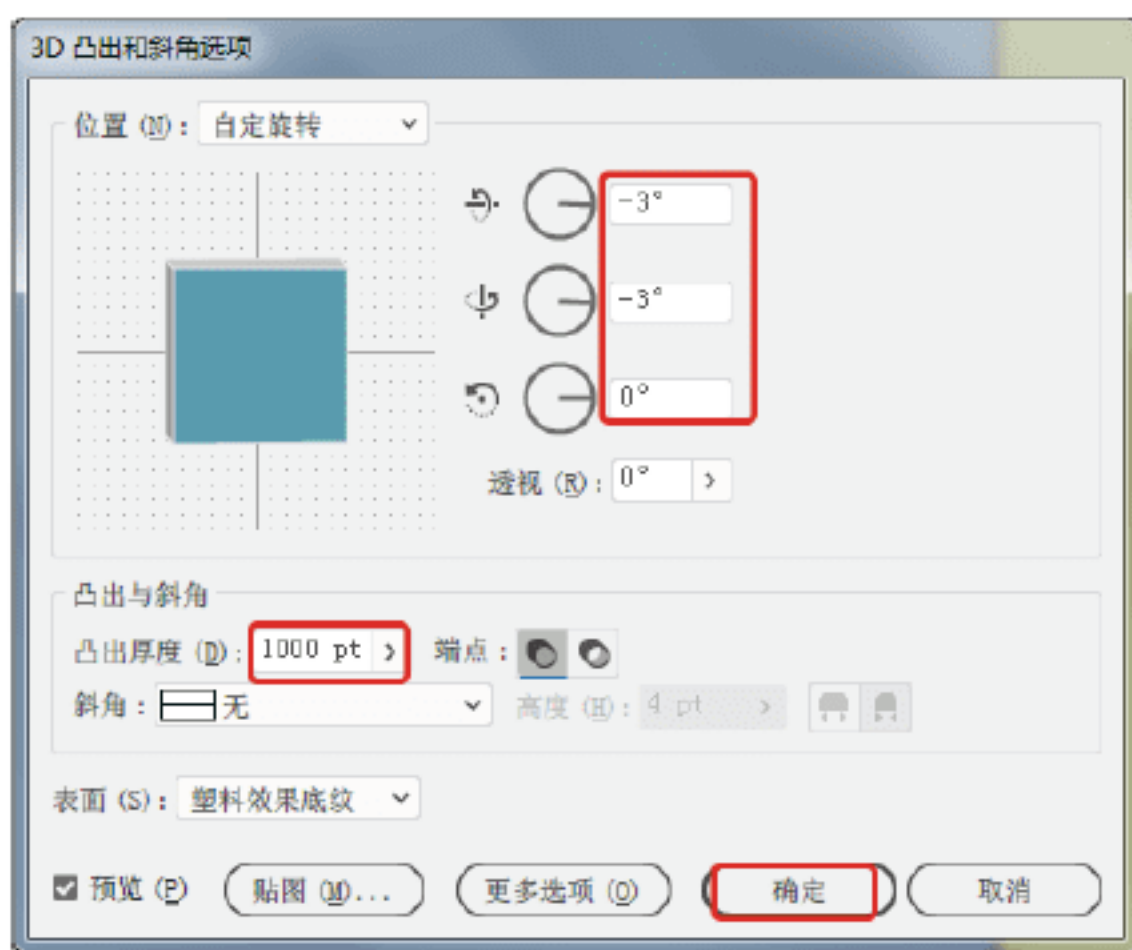 3D 凸出和斜角选项
位置 (N): 自定旋转
-3°
-3°
0°
透视 (R): 0°
凸出与斜角
凸出厚度 (D): 1000 pt 端点:
斜角: 无 高度 (H): 4 pt
表面 (S): 塑料效果底纹
预览 (P) 贴图 (M)... 更多选项 (O) 确定 取消